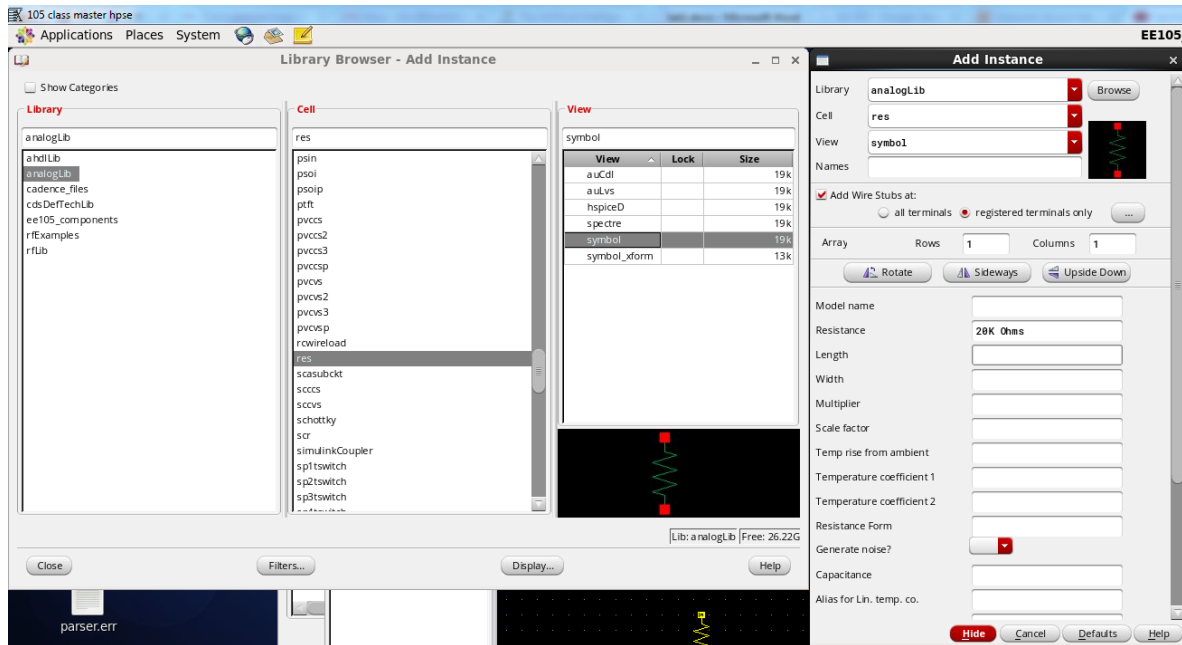 105 class master hpse
Applications Places System
EE105
Library Browser - Add Instance
Show Categories
Library
analogLib
ahdlLib
analogLib
cadence_files
cdsDefTechLib
ee105_components
rfExamples
rfLib
Cell
res
psin
psoi
psoip
ptft
pvccs
pvccs2
pvccs3
pvccsp
pvcvs
pvcvs2
pvcvs3
pvcvsp
rcwireload
res
scasubckt
scccs
sccvs
schottky
scr
simulinkCoupler
sp1tswitch
sp2tswitch
sp3tswitch
View
symbol
View Lock Size
auCdl 19k
auLvs 19k
hspiceD 19k
spectre 19k
symbol 19k
symbol_xform 13k
Lib: analogLib Free: 26.22G
Close Filters... Display... Help
parser.err
Add Instance
Library analogLib Browse
Cell res
View symbol
Names
Add Wire Stubs at:
all terminals registered terminals only ...
Array Rows 1 Columns 1
Rotate Sideways Upside Down
Model name
Resistance 20K Ohms
Length
Width
Multiplier
Scale factor
Temp rise from ambient
Temperature coefficient 1
Temperature coefficient 2
Resistance Form
Generate noise?
Capacitance
Alias for Lin. temp. co.
Hide Cancel Defaults Help